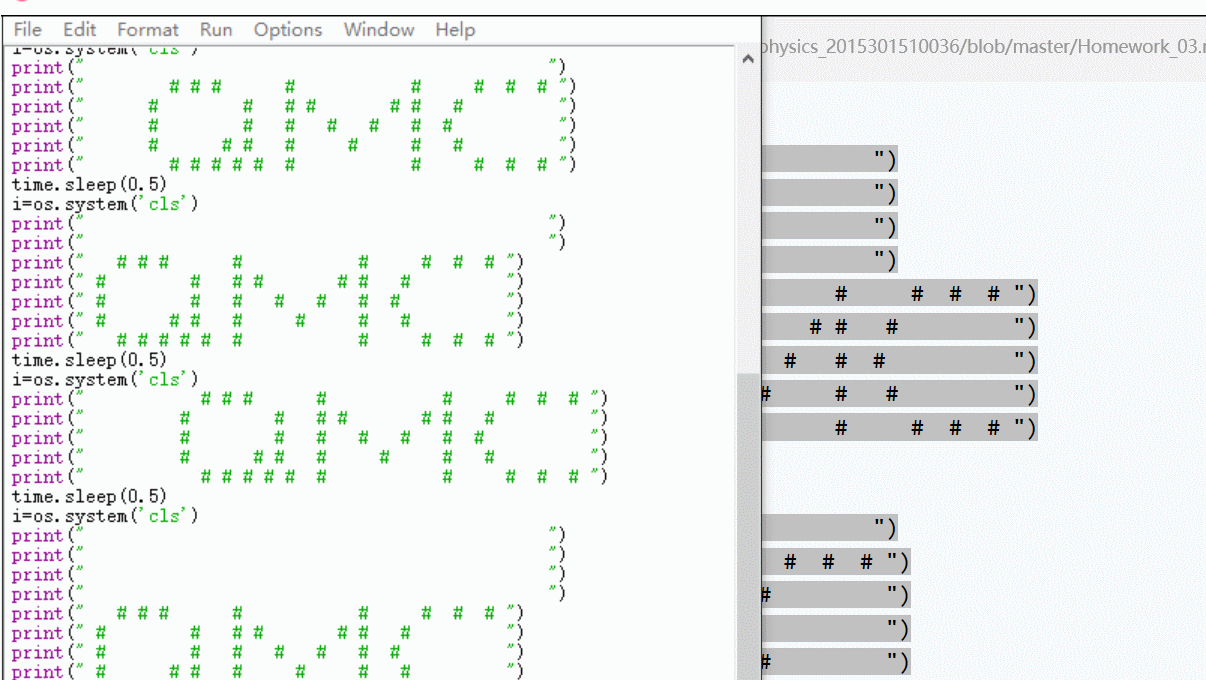 File Edit Format Run Options Window Help
i=os.system('cls')
print("                                             ")
print("        # # #      #           #     #  #  # ")
print("      #        #   # #       # #   #         ")
print("      #        #   #   #   #   #  #          ")
print("      #      # #   #     #     #   #         ")
print("        # # # # #  #           #     #  #  # ")
time.sleep(0.5)
i=os.system('cls')
print("                                             ")
print("                                             ")
print("   # # #      #           #     #  #  # ")
print(" #        #   # #       # #   #         ")
print(" #        #   #   #   #   #  #          ")
print(" #      # #   #     #     #   #         ")
print("   # # # # #  #           #     #  #  # ")
time.sleep(0.5)
i=os.system('cls')
print("           # # #      #           #     #  #  # ")
print("         #        #   # #       # #   #         ")
print("         #        #   #   #   #   #  #          ")
print("         #      # #   #     #     #   #         ")
print("           # # # # #  #           #     #  #  # ")
time.sleep(0.5)
i=os.system('cls')
print("                                             ")
print("                                             ")
print("                                             ")
print("                                             ")
print("   # # #      #           #     #  #  # ")
print(" #        #   # #       # #   #         ")
print(" #        #   #   #   #   #  #          ")
print(" #      # #   #     #     #   #         ")
physics_2015301510036/blob/master/Homework_03.
")
")
")
")
#     #  #  # ")
# #   #         ")
#   #  #          ")
#     #   #         ")
#     #  #  # ")
")
#  #  # ")
#         ")
")
#         ")